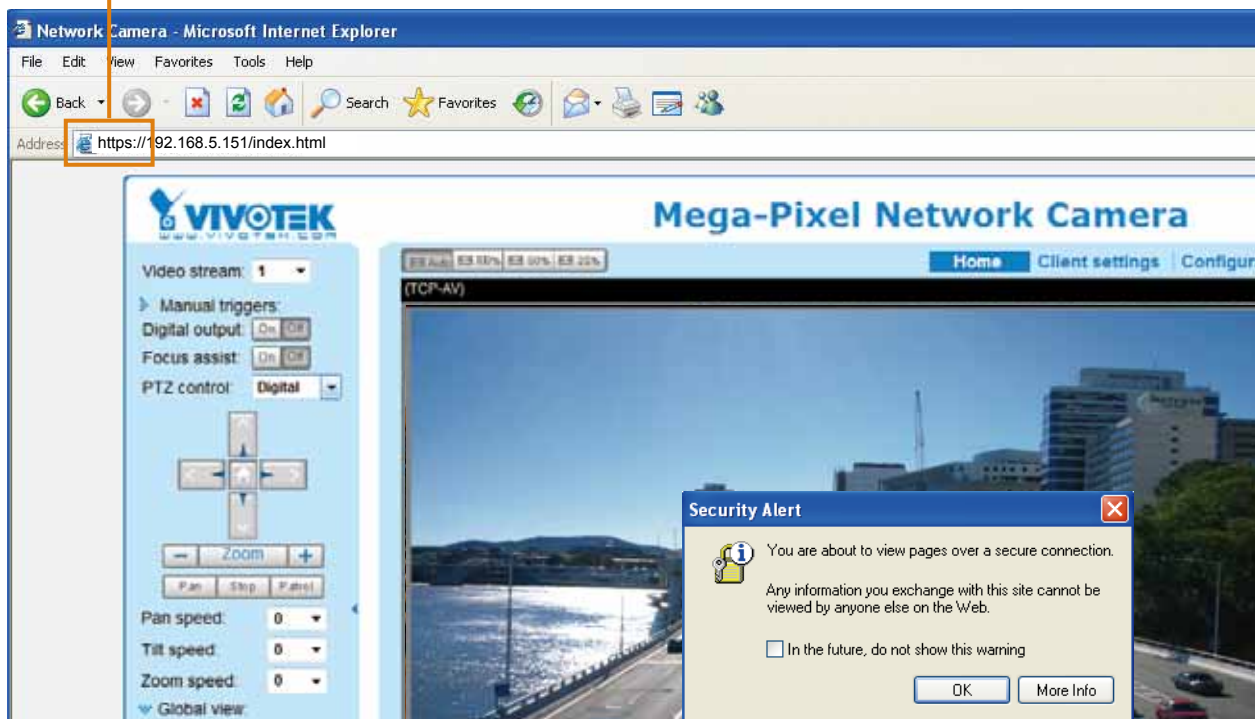 Network Camera - Microsoft Internet Explorer
File Edit View Favorites Tools Help
Back Search Favorites
Address https://192.168.5.151/index.html
VIVOTEK
WWW.VIVOTEK.COM
Mega-Pixel Network Camera
Video stream: 1
Home Client settings Configur
(TCP-AV)
Manual triggers:
Digital output: On Off
Focus assist: On Off
PTZ control: Digital
Zoom
Pan Stop Patrol
Pan speed: 0
Tilt speed: 0
Zoom speed: 0
Global view:
Security Alert
You are about to view pages over a secure connection.
Any information you exchange with this site cannot be
viewed by anyone else on the Web.
In the future, do not show this warning
OK More Info